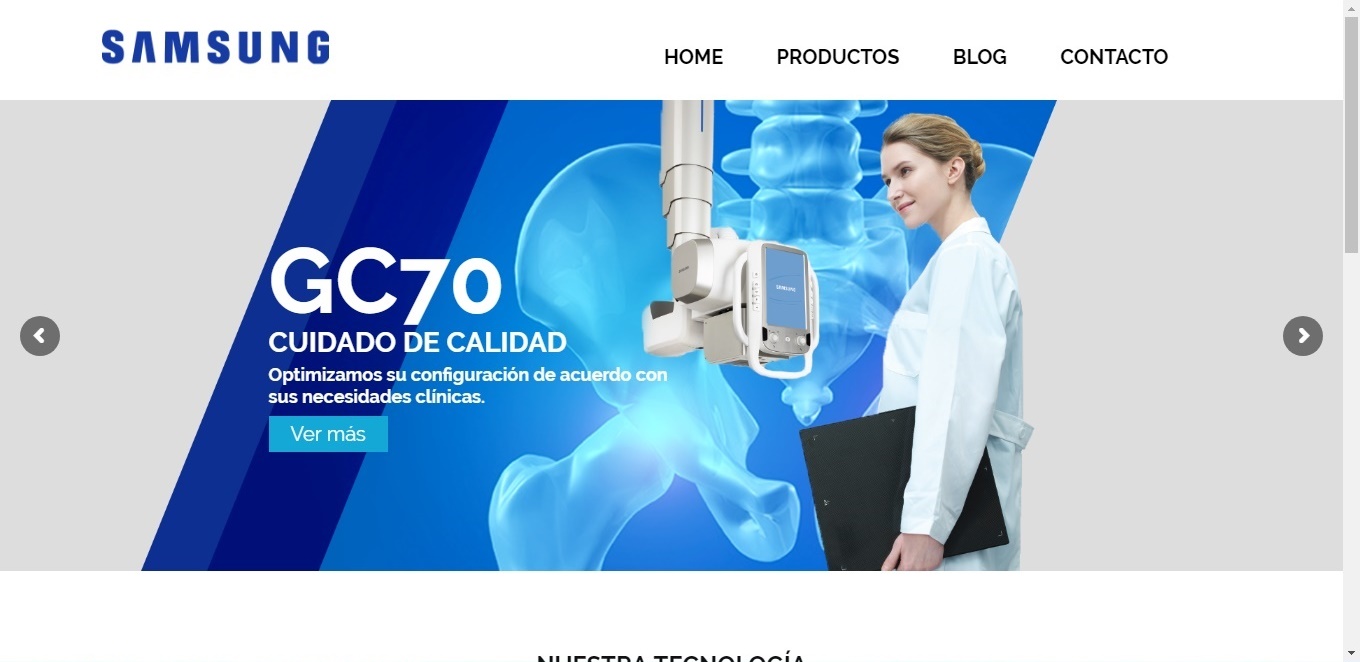 SAMSUNG
HOME
PRODUCTOS
BLOG
CONTACTO
SAMSUNG
GC70
CUIDADO DE CALIDAD
Optimizamos su configuración de acuerdo con
sus necesidades clínicas.
Ver más
NUESTRA TECNOLOGÍA